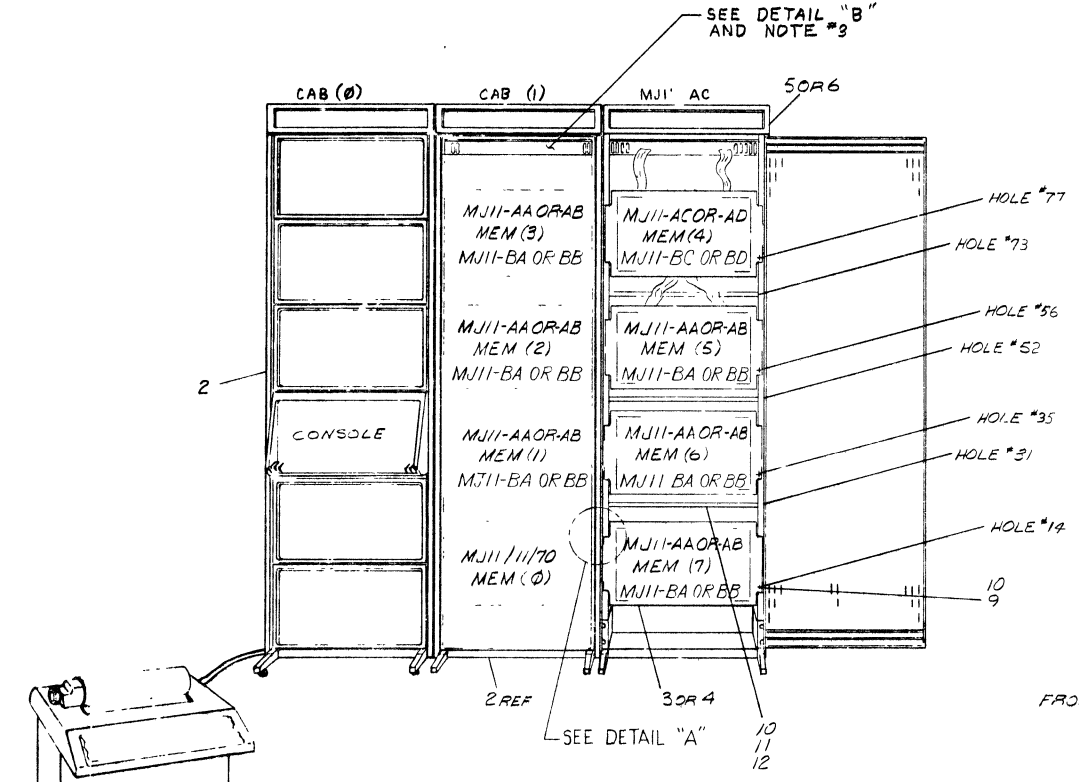 SEE DETAIL "B"
AND NOTE #3
CAB (Ø)
CAB (1)
MJ1' AC
5OR6
MJ11-AA OR-AB
MEM (3)
MJ11-BA OR BB
MJ11-AC OR-AD
MEM (4)
MJ11-BC OR BD
HOLE #77
HOLE #73
MJ11-AA OR-AB
MEM (2)
MJ11-BA OR BB
MJ11-AA OR-AB
MEM (5)
MJ11-BA OR BB
HOLE #56
HOLE #52
2
CONSOLE
MJ11-AA OR-AB
MEM (1)
MJ11-BA OR BB
MJ11-AA OR-AB
MEM (6)
MJ11 BA OR BB
HOLE #35
HOLE #31
MJ11/11/70
MEM (Ø)
MJ11-AA OR-AB
MEM (7)
MJ11-BA OR BB
HOLE #14
10
9
2 REF
3 OR 4
SEE DETAIL "A"
10
11
12
FRO